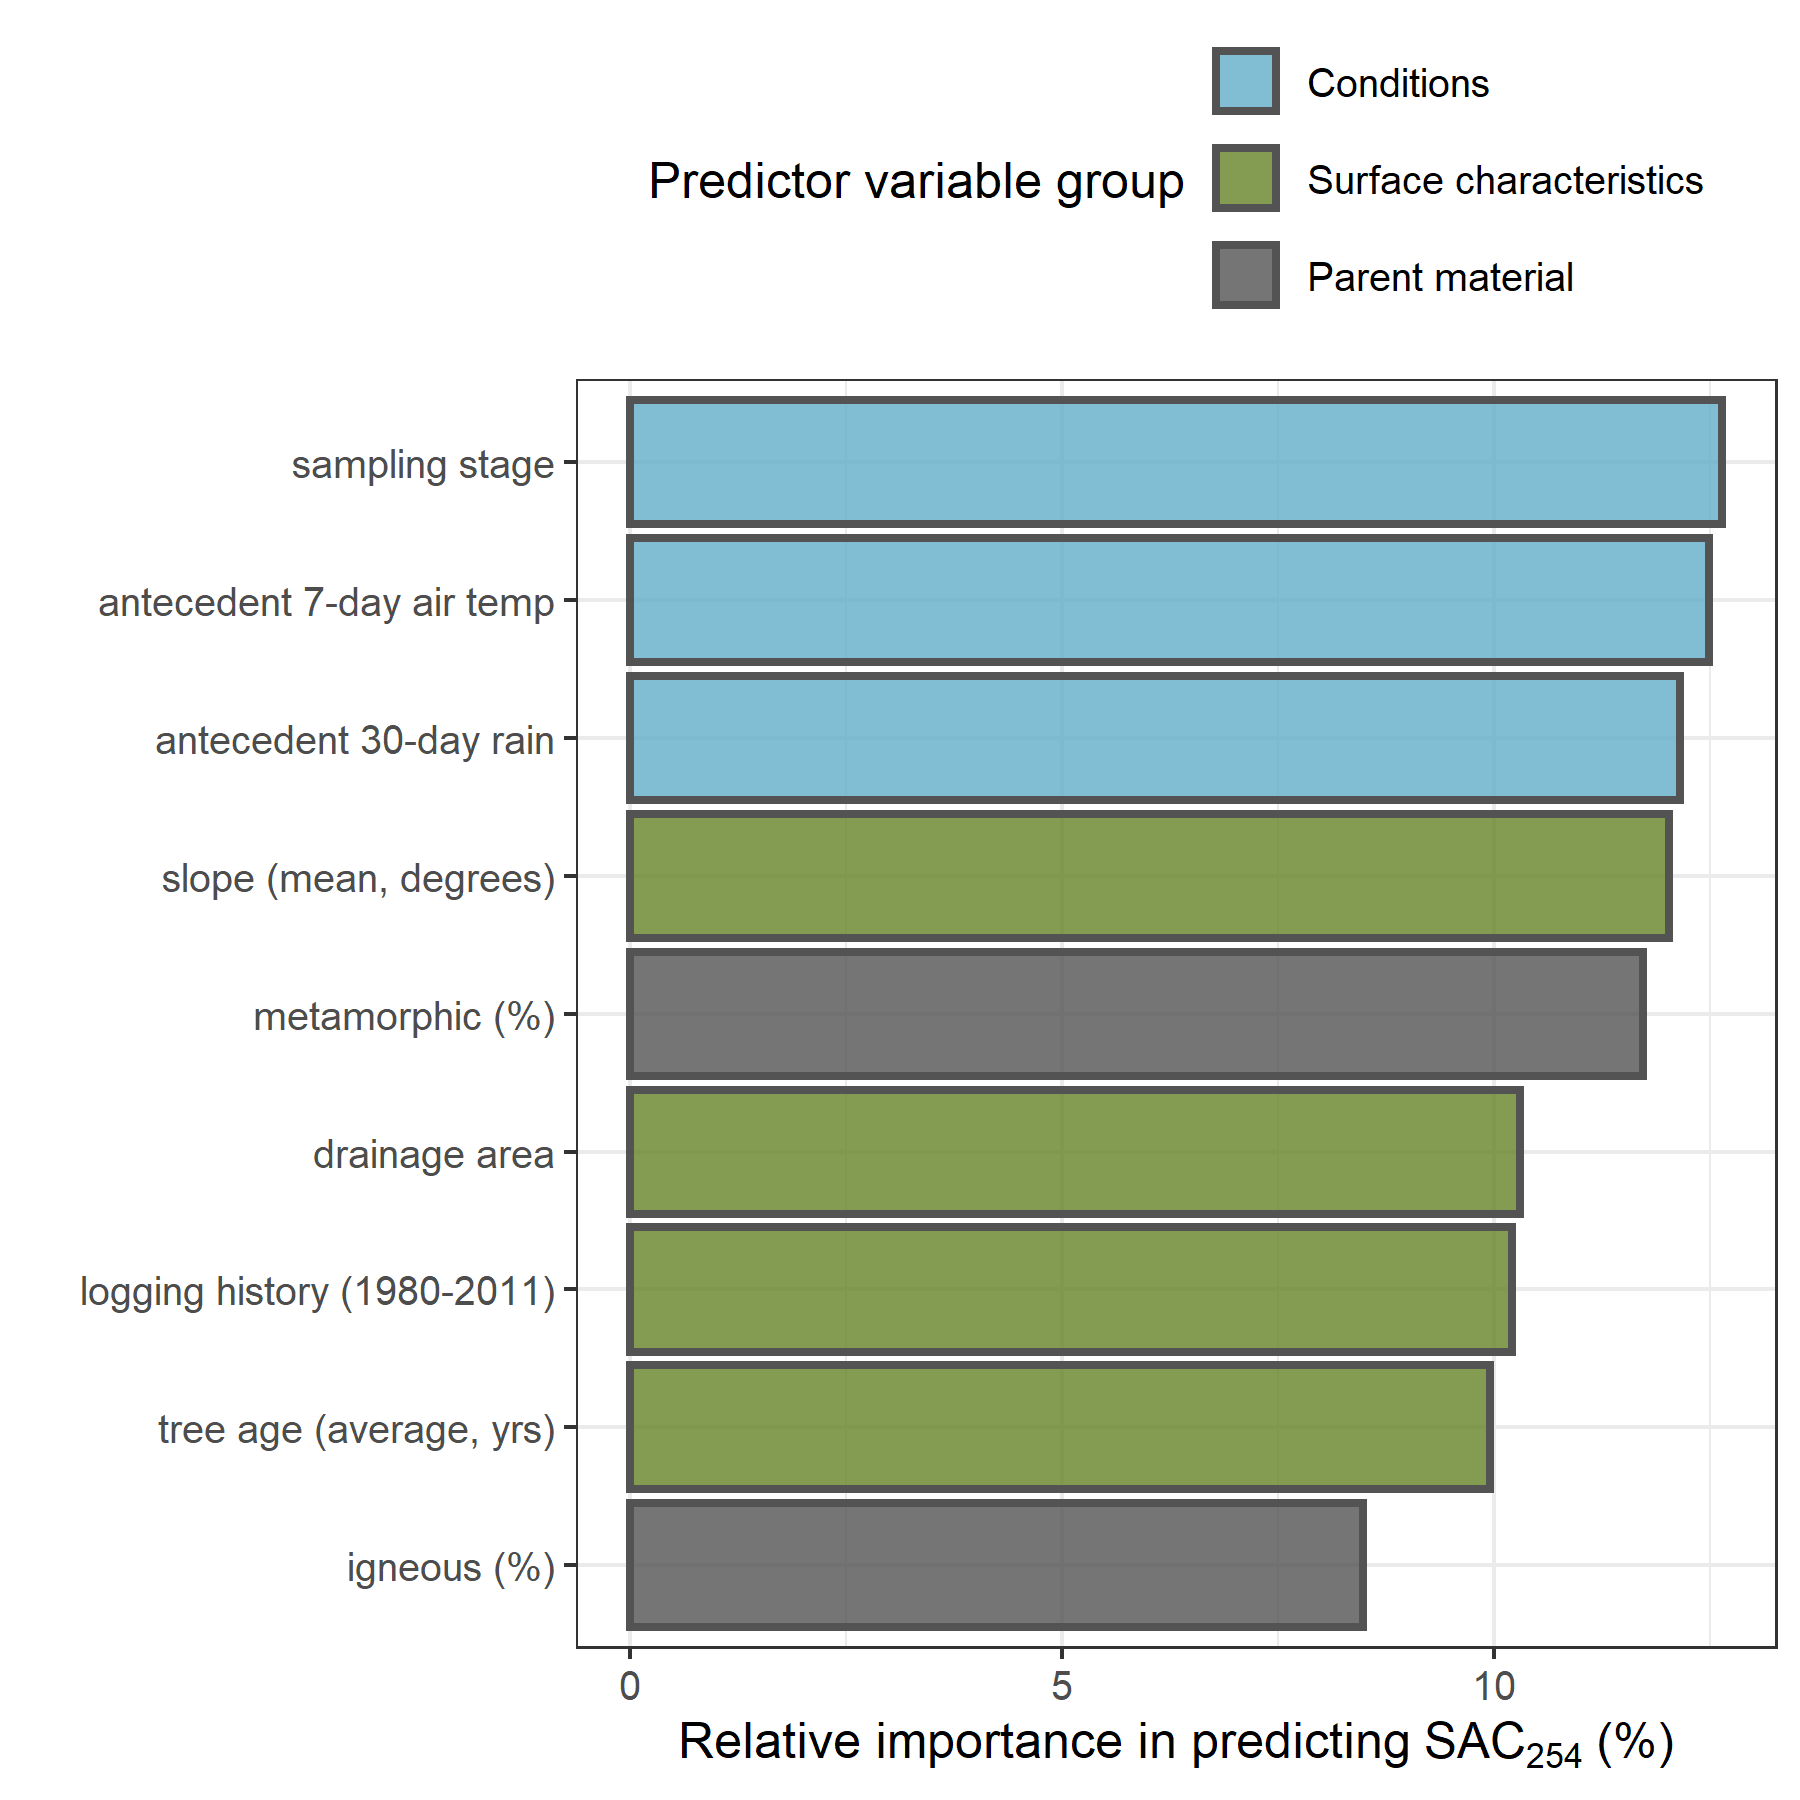 Conditions
Predictor variable group
Surface characteristics
Parent material
sampling stage
antecedent 7-day air temp
antecedent 30-day rain
slope (mean, degrees)
metamorphic (%)
drainage area
logging history (1980-2011)
tree age (average, yrs)
igneous (%)
0 5 10
Relative importance in predicting SAC₂₅₄ (%)